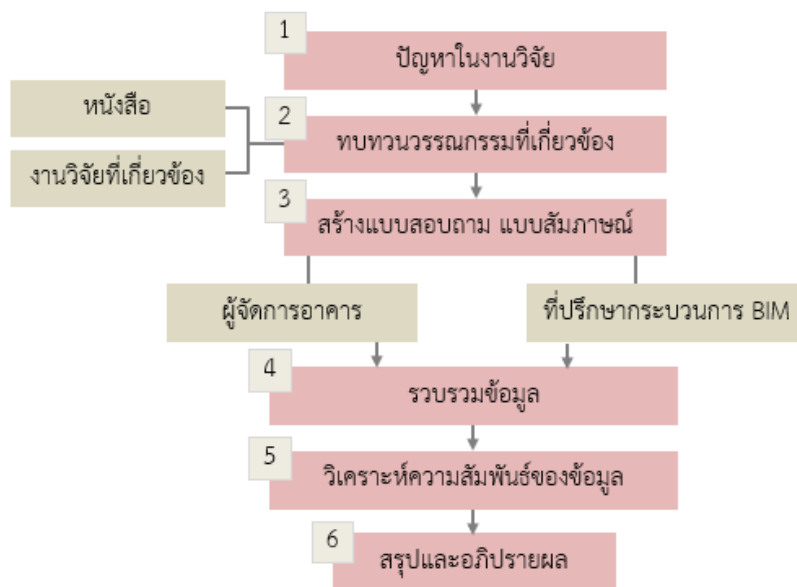 1
ปัญหาในงานวิจัย
หนังสือ
2
ทบทวนวรรณกรรมที่เกี่ยวข้อง
งานวิจัยที่เกี่ยวข้อง
3
สร้างแบบสอบถาม แบบสัมภาษณ์
ผู้จัดการอาคาร
ที่ปรึกษากระบวนการ BIM
4
รวบรวมข้อมูล
5
วิเคราะห์ความสัมพันธ์ของข้อมูล
6
สรุปและอภิปรายผล